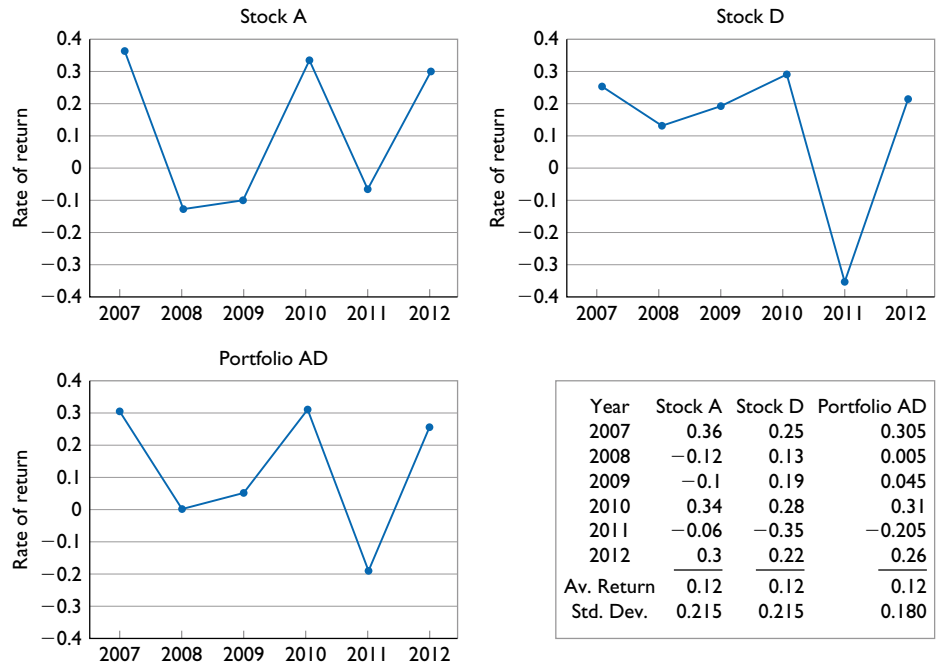 Stock A
Rate of return
0.4
0.3
0.2
0.1
0
−0.1
−0.2
−0.3
−0.4
2007 2008 2009 2010 2011 2012
Stock D
Rate of return
0.4
0.3
0.2
0.1
0
−0.1
−0.2
−0.3
−0.4
2007 2008 2009 2010 2011 2012
Portfolio AD
Rate of return
0.4
0.3
0.2
0.1
0
−0.1
−0.2
−0.3
−0.4
2007 2008 2009 2010 2011 2012
Year Stock A Stock D Portfolio AD
2007 0.36 0.25 0.305
2008 −0.12 0.13 0.005
2009 −0.1 0.19 0.045
2010 0.34 0.28 0.31
2011 −0.06 −0.35 −0.205
2012 0.3 0.22 0.26
Av. Return 0.12 0.12 0.12
Std. Dev. 0.215 0.215 0.180